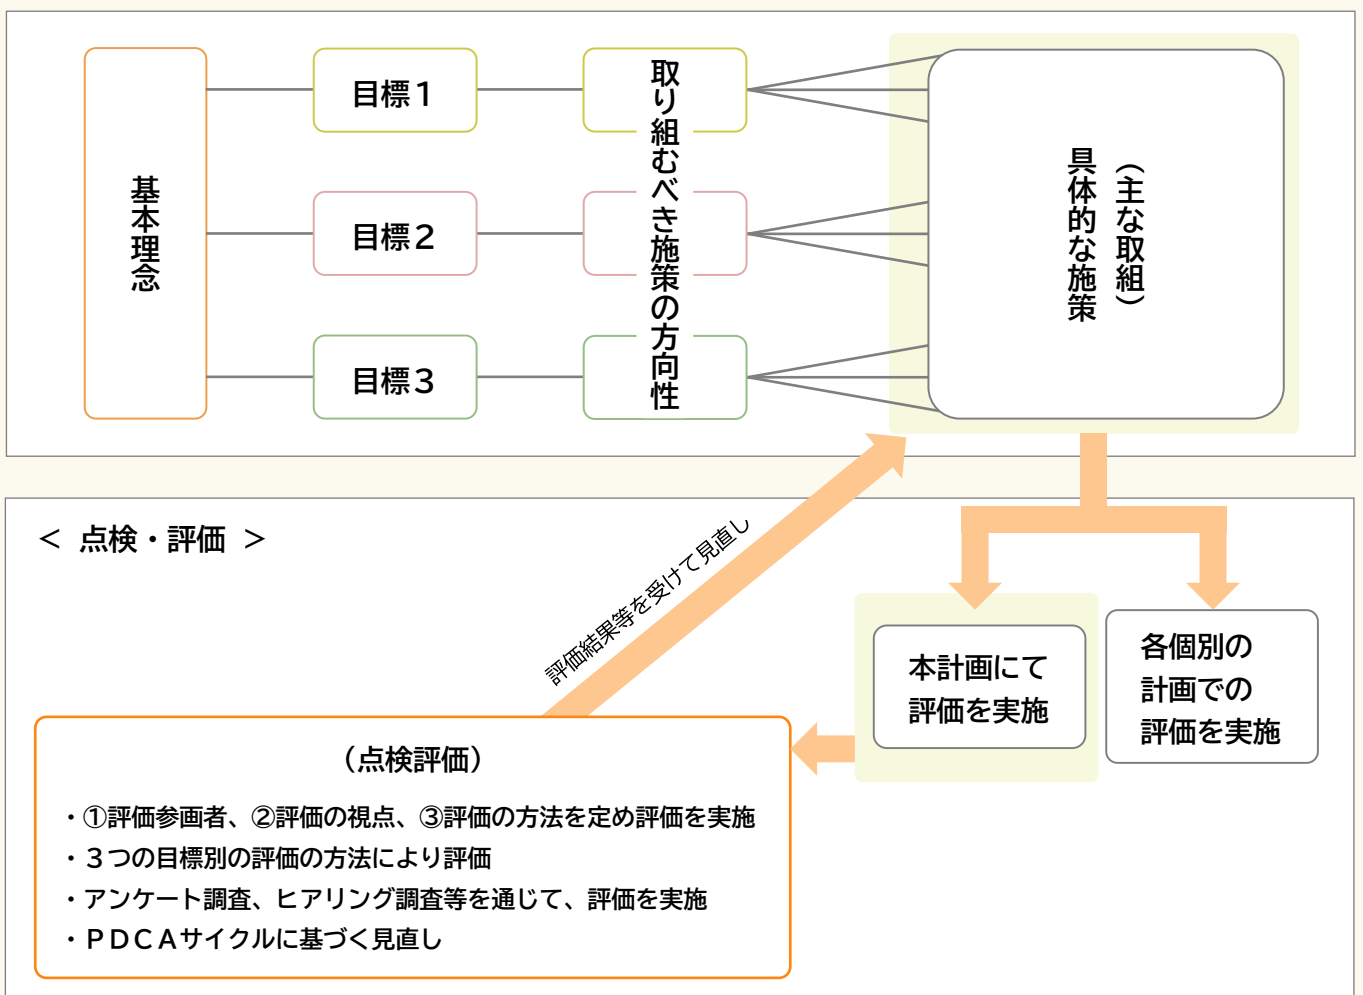 基本理念
目標１
目標２
目標３
取り組むべき施策の方向性
（主な取組）
具体的な施策
＜ 点検・評価 ＞
評価結果等を受けて見直し
本計画にて
評価を実施
各個別の
計画での
評価を実施
（点検評価）
・①評価参画者、②評価の視点、③評価の方法を定め評価を実施
・３つの目標別の評価の方法により評価
・アンケート調査、ヒアリング調査等を通じて、評価を実施
・ＰＤＣＡサイクルに基づく見直し